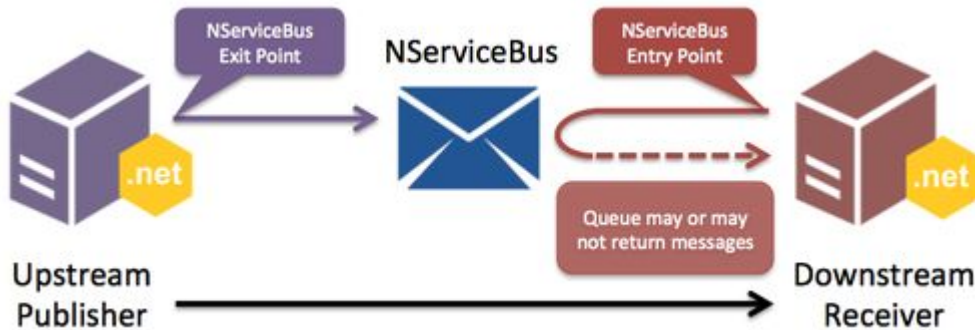 NServiceBus
Exit Point
NServiceBus
NServiceBus
Entry Point
.net
.net
Queue may or may
not return messages
Upstream
Publisher
Downstream
Receiver